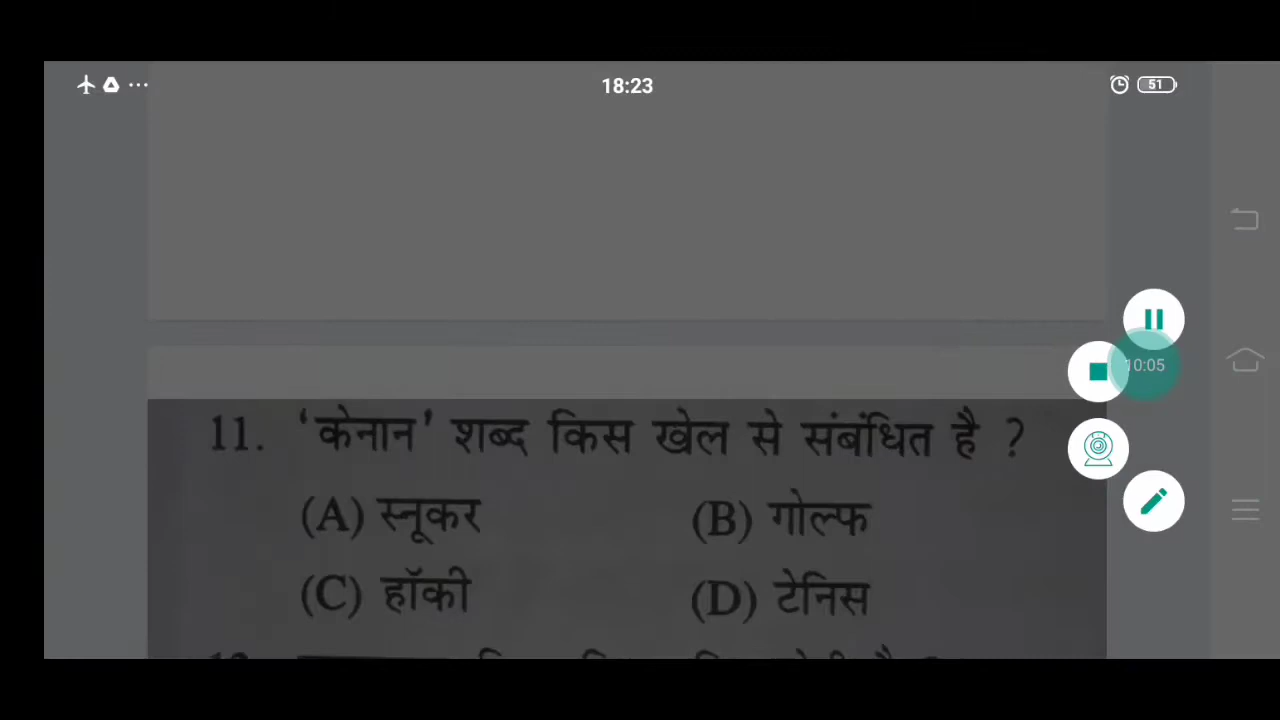 18:23
51
10:05
11. 'केनान' शब्द किस खेल से संबंधित है ?
(A) स्नूकर (B) गोल्फ
(C) हॉकी (D) टेनिस